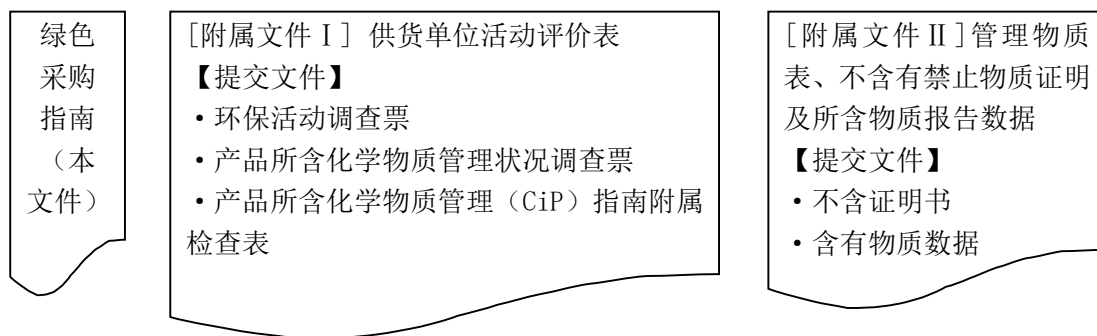 绿色
采购
指南
（本
文件）
[附属文件Ⅰ] 供货单位活动评价表
【提交文件】
・环保活动调查票
・产品所含化学物质管理状况调查票
・产品所含化学物质管理（CiP）指南附属
检查表
[附属文件Ⅱ]管理物质
表、不含有禁止物质证明
及所含物质报告数据
【提交文件】
・不含证明书
・含有物质数据